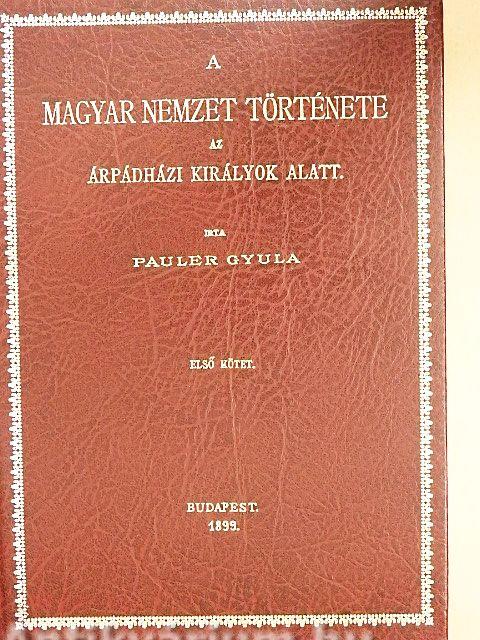 A
MAGYAR NEMZET TÖRTÉNETE
AZ
ÁRPÁDHÁZI KIRÁLYOK ALATT.
IRTA
PAULER GYULA
ELSŐ KÖTET.
BUDAPEST.
1899.